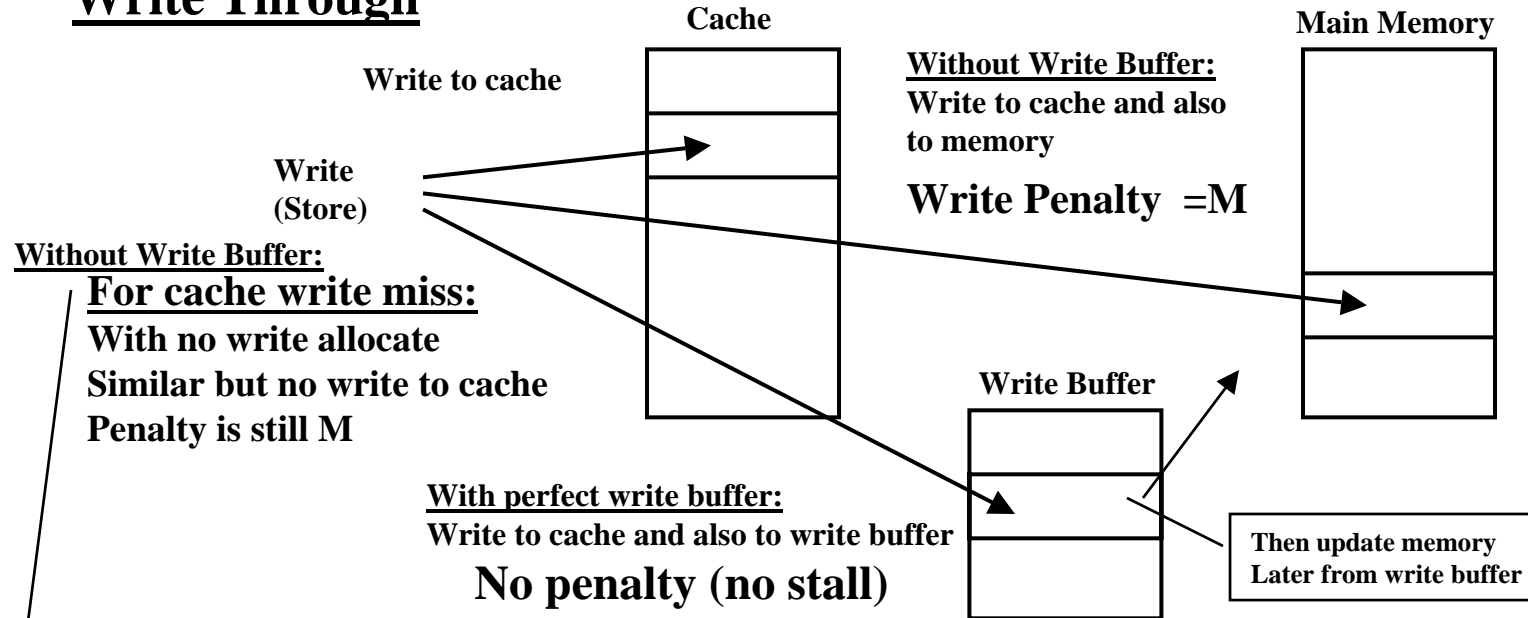 Write Through
Cache
Main Memory
Write to cache
Without Write Buffer:
Write to cache and also
to memory
Write Penalty =M
Write
(Store)
Without Write Buffer:
For cache write miss:
With no write allocate
Similar but no write to cache
Penalty is still M
Write Buffer
With perfect write buffer:
Write to cache and also to write buffer
No penalty (no stall)
Then update memory
Later from write buffer